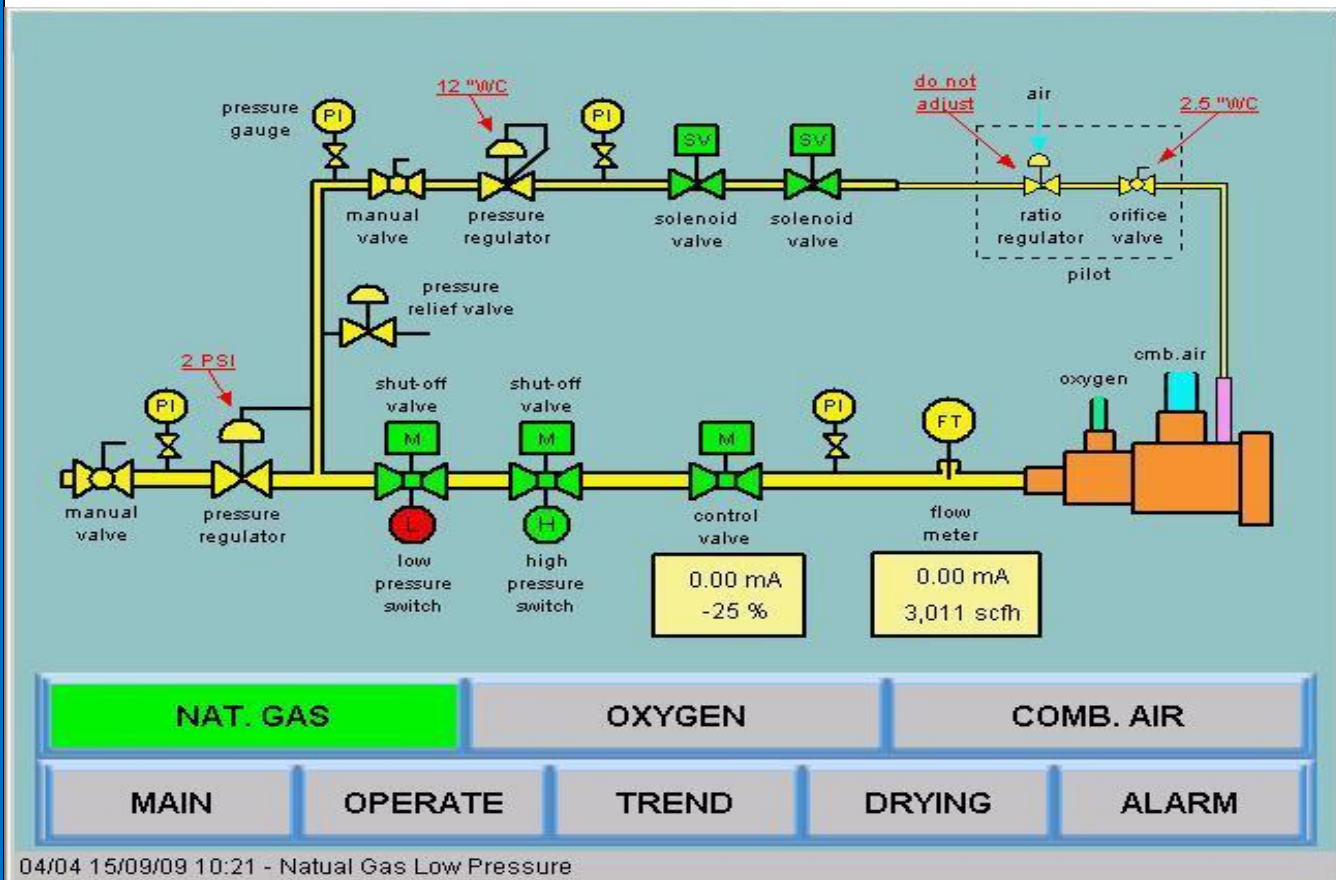 12 "WC
do not
adjust
air
2.5 "WC
pressure
gauge
PI
PI
SV
SV
manual
valve
pressure
regulator
solenoid
valve
solenoid
valve
ratio
regulator
orifice
valve
pilot
pressure
relief valve
2 PSI
cmb.air
oxygen
shut-off
valve
shut-off
valve
PI
M
M
M
PI
FT
manual
valve
pressure
regulator
L
H
control
valve
flow
meter
low
pressure
switch
high
pressure
switch
0.00 mA
-25 %
0.00 mA
3,011 scfh
NAT. GAS
OXYGEN
COMB. AIR
MAIN
OPERATE
TREND
DRYING
ALARM
04/04 15/09/09 10:21 - Natual Gas Low Pressure